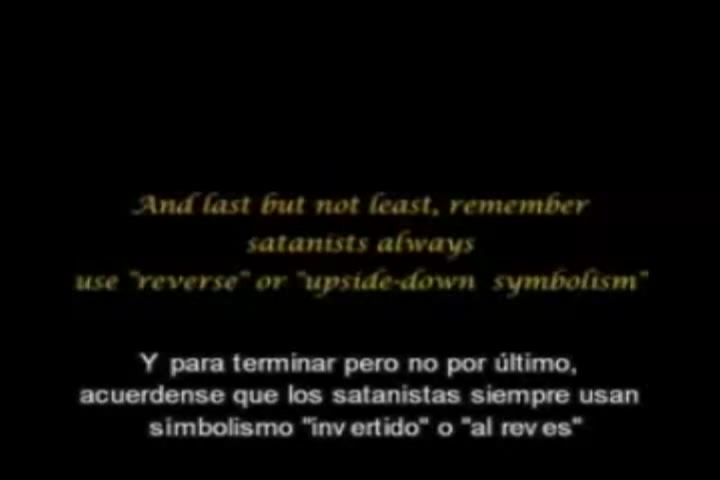 And last but not least, remember
satanists always
use "reverse" or "upside-down symbolism"
Y para terminar pero no por último,
acuerdense que los satanistas siempre usan
símbolismo "inv ertido" o "al rev es"